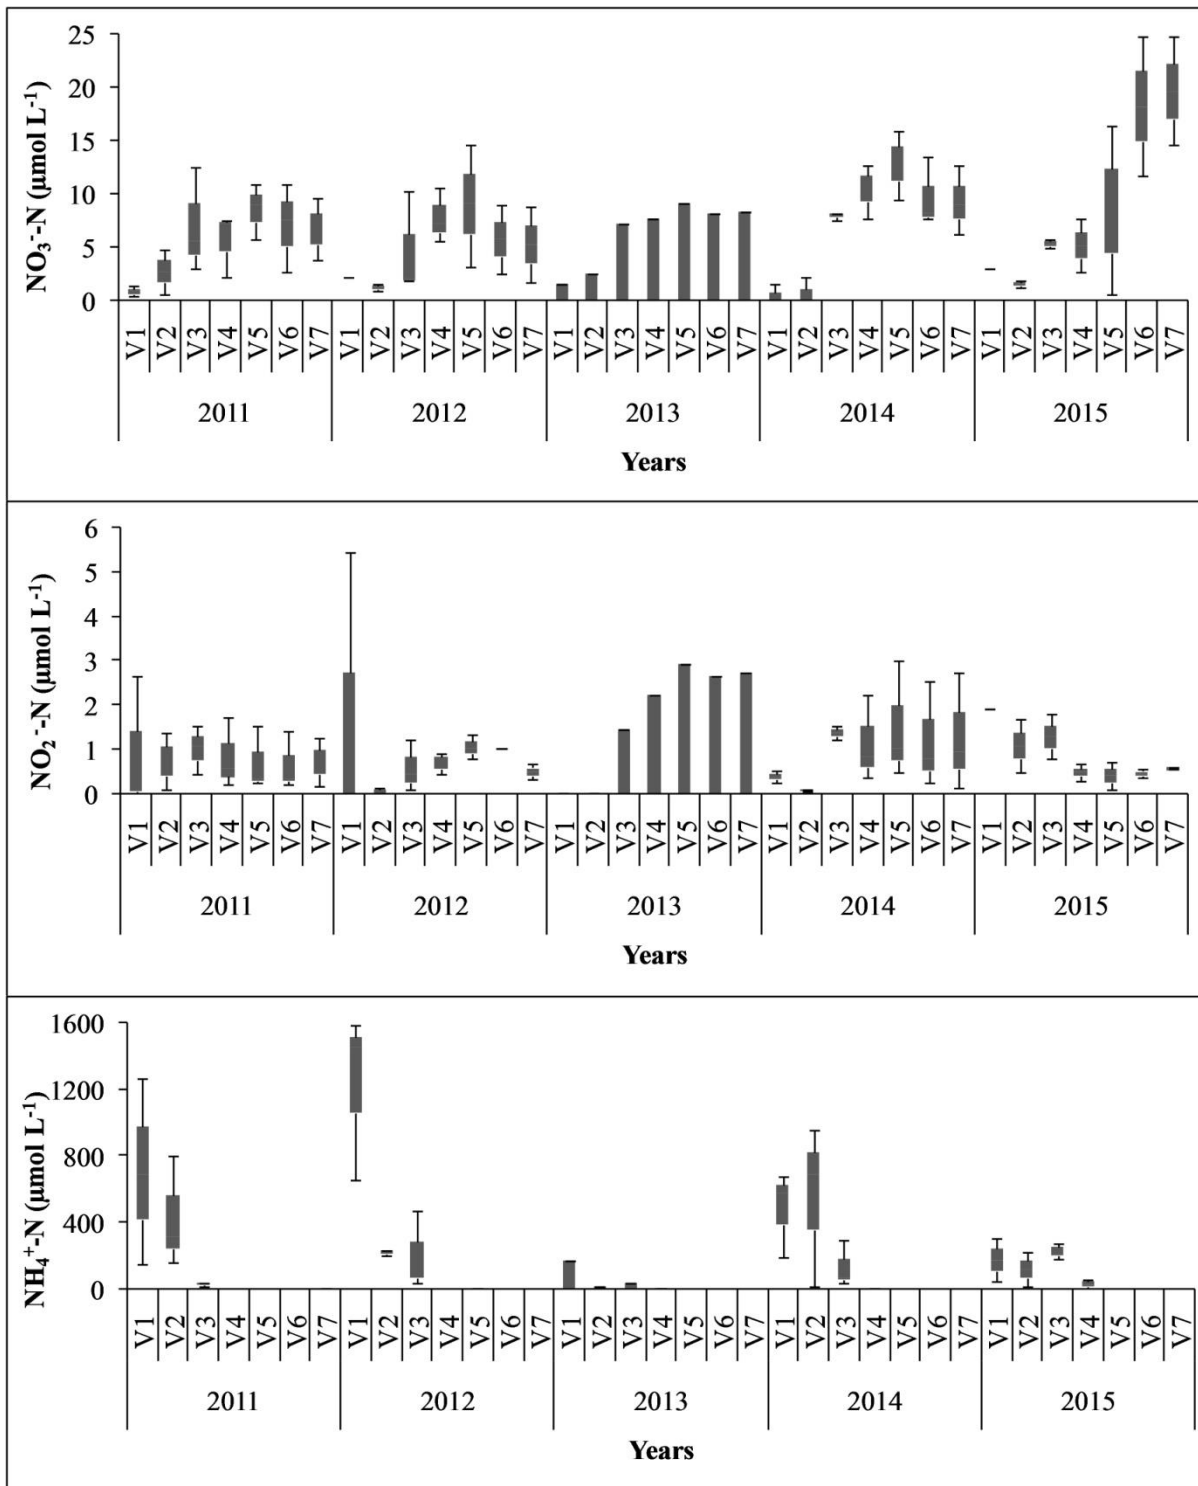 25
20
15
10
5
0
NO₃⁻-N (µmol L⁻¹)
V1 V2 V3 V4 V5 V6 V7 V1 V2 V3 V4 V5 V6 V7 V1 V2 V3 V4 V5 V6 V7 V1 V2 V3 V4 V5 V6 V7 V1 V2 V3 V4 V5 V6 V7
2011 2012 2013 2014 2015
Years
6
5
4
3
2
1
0
NO₂⁻-N (µmol L⁻¹)
V1 V2 V3 V4 V5 V6 V7 V1 V2 V3 V4 V5 V6 V7 V1 V2 V3 V4 V5 V6 V7 V1 V2 V3 V4 V5 V6 V7 V1 V2 V3 V4 V5 V6 V7
2011 2012 2013 2014 2015
Years
1600
1200
800
400
0
NH₄⁺-N (µmol L⁻¹)
V1 V2 V3 V4 V5 V6 V7 V1 V2 V3 V4 V5 V6 V7 V1 V2 V3 V4 V5 V6 V7 V1 V2 V3 V4 V5 V6 V7 V1 V2 V3 V4 V5 V6 V7
2011 2012 2013 2014 2015
Years